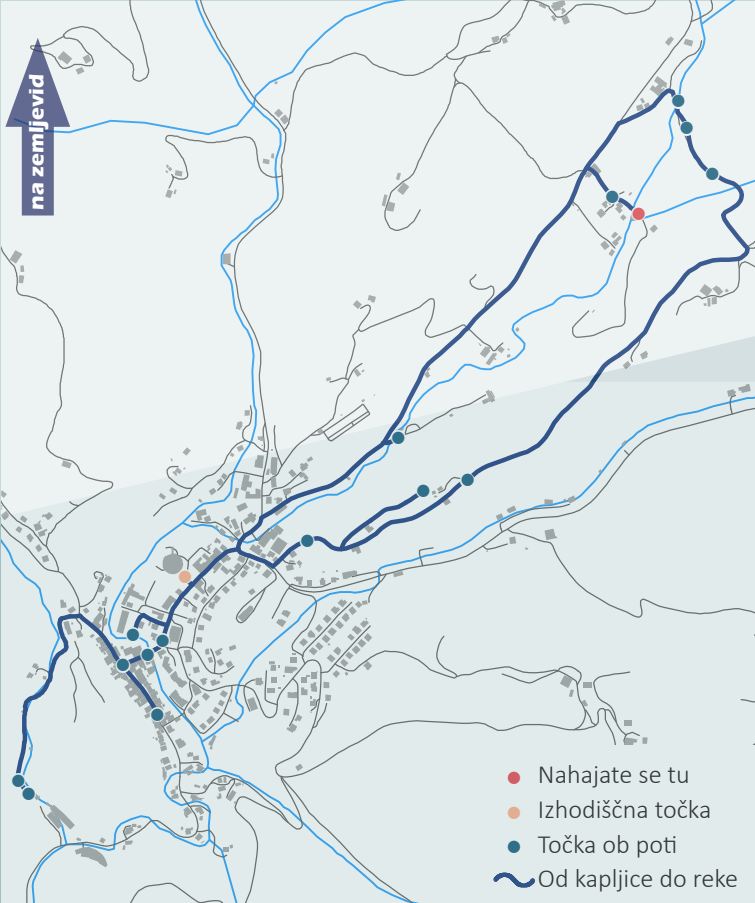 na zemljevid
Nahajate se tu
Izhodiščna točka
Točka ob poti
Od kapljice do reke